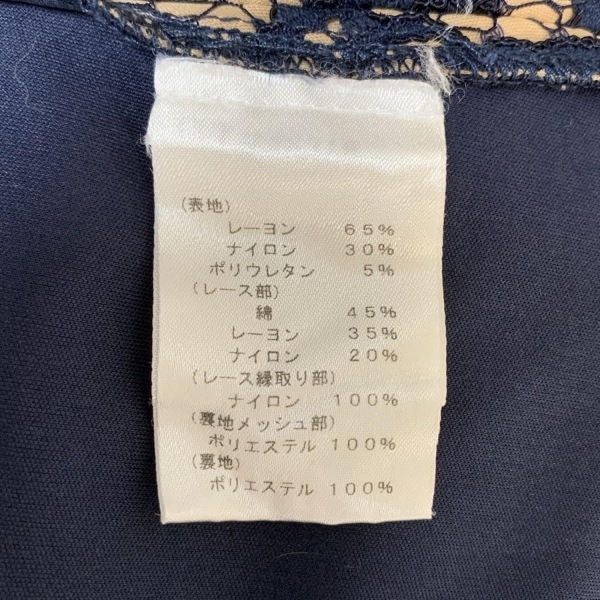 (表地)
レーヨン 65%
ナイロン 30%
ポリウレタン 5%
(レース部)
綿 45%
レーヨン 35%
ナイロン 20%
(レース縁取り部)
ナイロン 100%
(裏地メッシュ部)
ポリエステル 100%
(裏地)
ポリエステル 100%